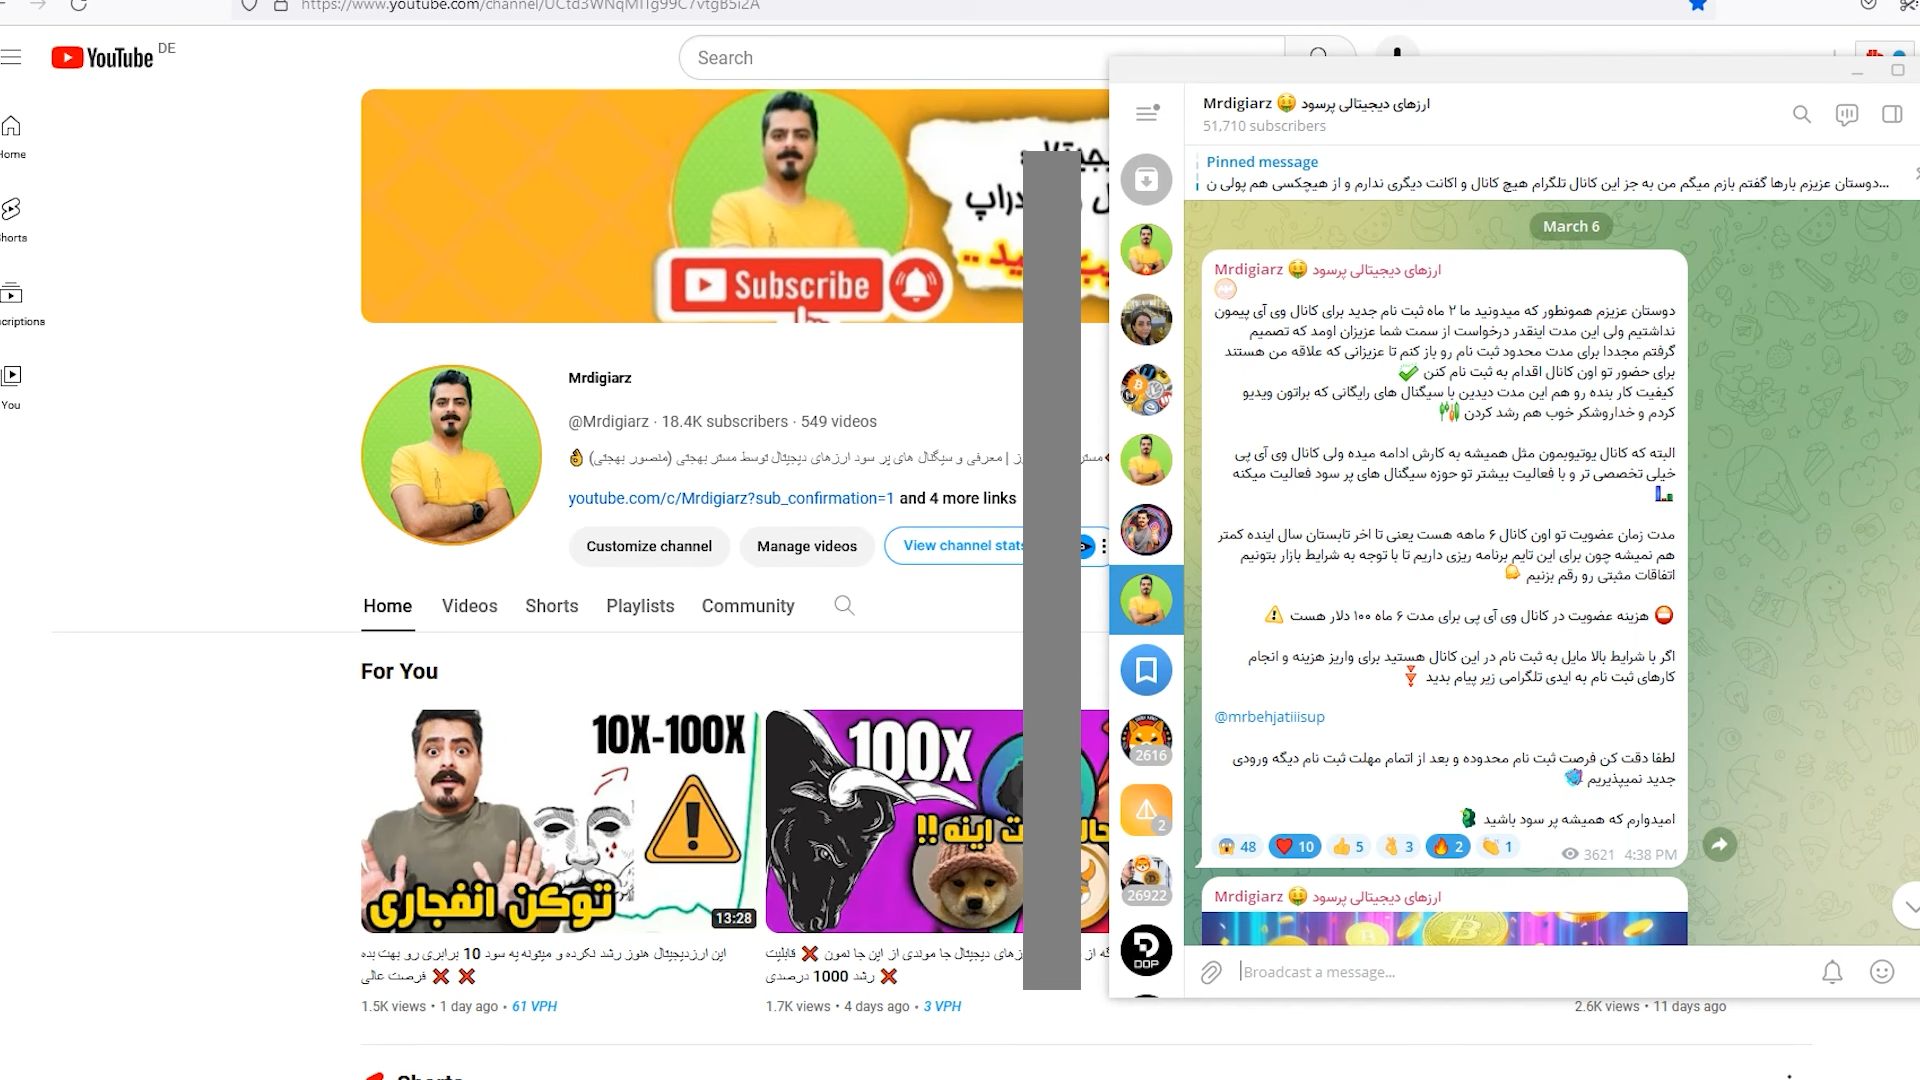 https://www.youtube.com/channel/UCtd3WNqMITg99C7vtgB5i2A
YouTube DE
Search
Home
Shorts
criptions
You
Subscribe
Mrdigiarz
@Mrdigiarz · 18.4K subscribers · 549 videos
معرفی و سیگنال های پر سود ارزهای دیجیتال توسط مستر بهجتی (منصور بهجتی) 👌
youtube.com/c/Mrdigiarz?sub_confirmation=1 and 4 more links
Customize channel
Manage videos
View channel stats
Home Videos Shorts Playlists Community
For You
10X-100X
توکن انفجاری
13:28
این ارزدیجیتال هنوز رشد نکرده و میتونه یه سود 10 برابری رو بهت بده
❌ ❌ فرصت عالی
1.5K views • 1 day ago • 61 VPH
100X
ت اینه !!
زهای دیجیتال جا موندی از این جا نمون ❌ قابلیت
رشد 1000 درصدی ❌
1.7K views • 4 days ago • 3 VPH
2.6K views • 11 days ago
Mrdigiarz 🤑 ارزهای دیجیتالی پرسود
51,710 subscribers
Pinned message
دوستان عزیزم بارها گفتم بازم میگم من به جز این کانال تلگرام هیچ کانال و اکانت دیگری ندارم و از هیچکسی هم پولی ن...
March 6
Mrdigiarz 🤑 ارزهای دیجیتالی پرسود
دوستان عزیزم همونطور که میدونید ما ۲ ماه ثبت نام جدید برای کانال وی آی پیمون
نداشتیم ولی این مدت اینقدر درخواست از سمت شما عزیزان اومد که تصمیم
گرفتم مجددا برای مدت محدود ثبت نام رو باز کنم تا عزیزانی که علاقه من هستند
برای حضور تو اون کانال اقدام به ثبت نام کنن
کیفیت کار بنده رو هم این مدت دیدین با سیگنال های رایگانی که براتون ویدیو
کردم و خداروشکر خوب هم رشد کردن
البته که کانال یوتیوبمون مثل همیشه به کارش ادامه میده ولی کانال وی آی پی
خیلی تخصصی تر و با فعالیت بیشتر تو حوزه سیگنال های پر سود فعالیت میکنه
مدت زمان عضویت تو اون کانال ۶ ماهه هست یعنی تا اخر تابستان سال اینده کمتر
هم نمیشه چون برای این تایم برنامه ریزی داریم تا با توجه به شرایط بازار بتونیم
اتفاقات مثبتی رو رقم بزنیم
⛔ هزینه عضویت در کانال وی آی پی برای مدت ۶ ماه ۱۰۰ دلار هست ⚠️
اگر با شرایط بالا مایل به ثبت نام در این کانال هستید برای واریز هزینه و انجام
کارهای ثبت نام به ایدی تلگرامی زیر پیام بدید
@mrbehjatiiisup
لطفا دقت کن فرصت ثبت نام محدوده و بعد از اتمام مهلت ثبت نام دیگه ورودی
جدید نمیپذیریم
امیدوارم که همیشه پر سود باشید
😱 48 ❤️ 10 👍 5 🤞 3 🔥 2 👏 1
3621 4:38 PM
Mrdigiarz 🤑 ارزهای دیجیتالی پرسود
2616
2
26922
DOP
Broadcast a message...